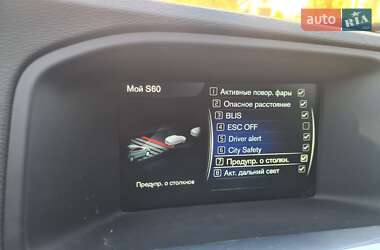 auto RIA
Мой S60
1 Активные повор. фары
2 Опасное расстояние
3 BLIS
4 ESC OFF
5 Driver alert
6 City Safety
7 Предупр. о столкн.
8 Акт. дальний свет
Предупр. о столкнов